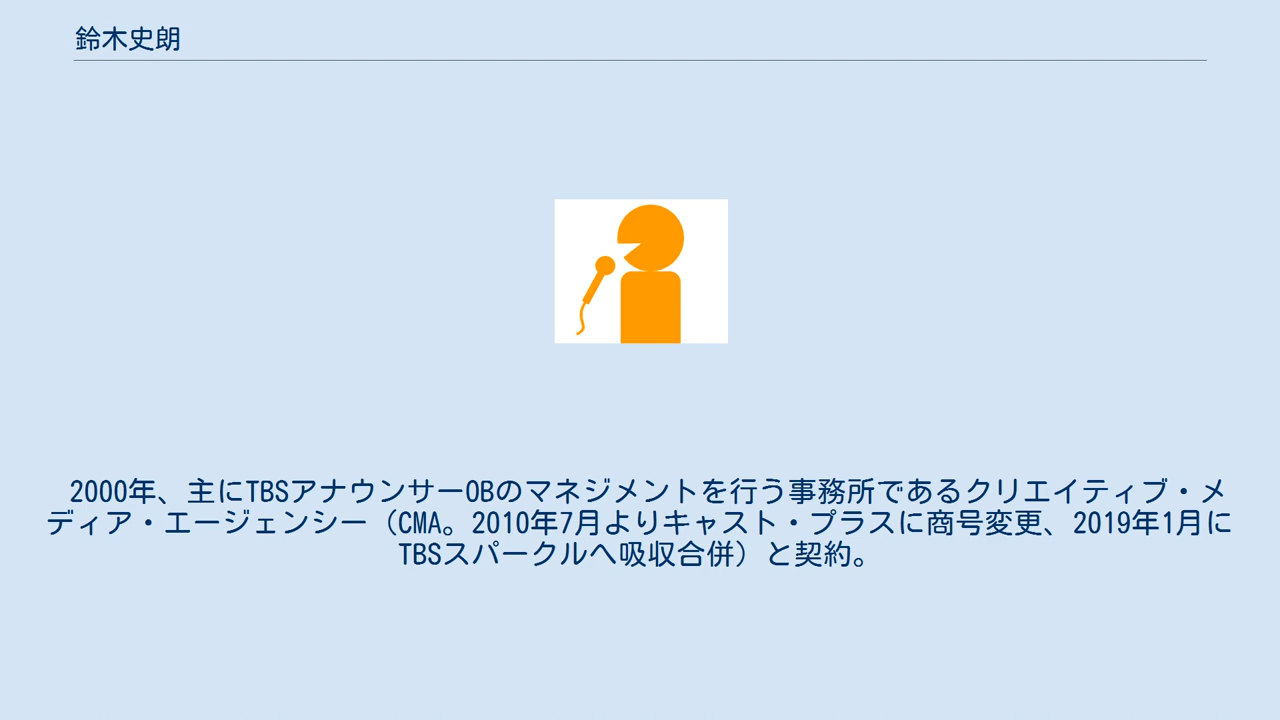 鈴木史朗
2000年、主にTBSアナウンサーOBのマネジメントを行う事務所であるクリエイティブ・メ
ディア・エージェンシー（CMA。2010年7月よりキャスト・プラスに商号変更、2019年1月に
TBSスパークルへ吸収合併）と契約。